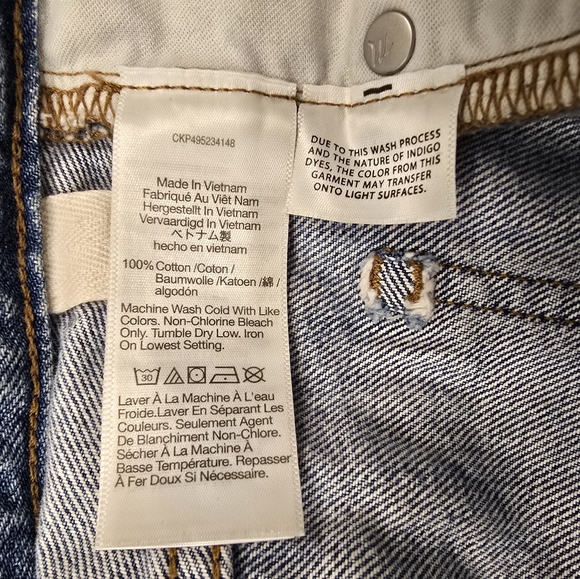 CKP495234148
Made In Vietnam
Fabriqué Au Viêt Nam
Hergestellt In Vietnam
Vervaardigd In Vietnam
ベトナム製
hecho en vietnam
100% Cotton /Coton /
Baumwolle /Katoen /綿 /
algodón
Machine Wash Cold With Like
Colors. Non-Chlorine Bleach
Only. Tumble Dry Low. Iron
On Lowest Setting.
30
Laver À La Machine À L'eau
Froide.Laver En Séparant Les
Couleurs. Seulement Agent
De Blanchiment Non-Chlore.
Sécher À La Machine À
Basse Température. Repasser
À Fer Doux Si Nécessaire.
DUE TO THIS WASH PROCESS
AND THE NATURE OF INDIGO
DYES, THE COLOR FROM THIS
GARMENT MAY TRANSFER
ONTO LIGHT SURFACES.